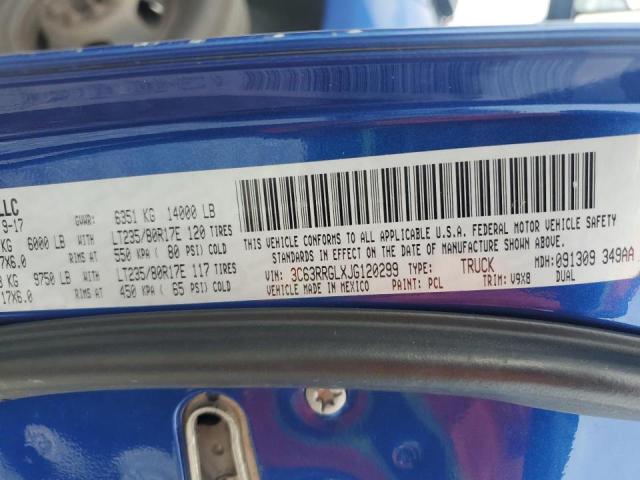 LLC
9-17 GVWR: 6351 KG 14000 LB
KG 6000 LB WITH LT235/80R17E 120 TIRES
7X6.0 RIMS AT 550 KPA ( 80 PSI) COLD
KG 9750 LB WITH LT235/80R17E 117 TIRES
17X6.0 RIMS AT 450 KPA ( 65 PSI) COLD
THIS VEHICLE CONFORMS TO ALL APPLICABLE U.S.A. FEDERAL MOTOR VEHICLE SAFETY
STANDARDS IN EFFECT ON THE DATE OF MANUFACTURE SHOWN ABOVE.
VIN: 3C63RRGLXJG120299 TYPE: TRUCK MDH:091309 349AA
VEHICLE MADE IN MEXICO PAINT: PCL TRIM: V9X8 DUAL